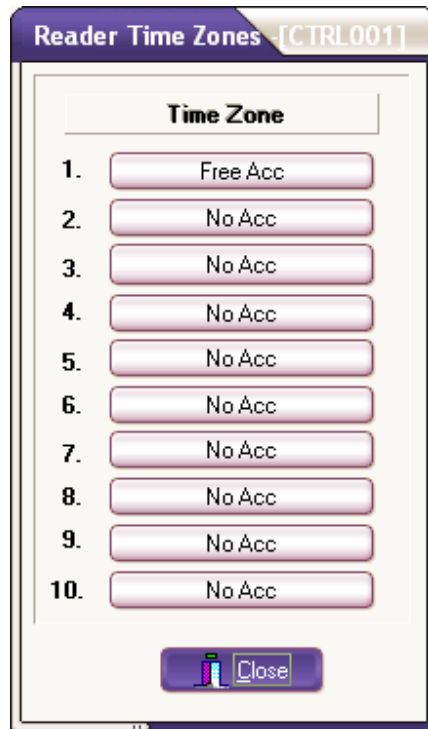 Reader Time Zones -[CTRL001]
Time Zone
1. Free Acc
2. No Acc
3. No Acc
4. No Acc
5. No Acc
6. No Acc
7. No Acc
8. No Acc
9. No Acc
10. No Acc
Close